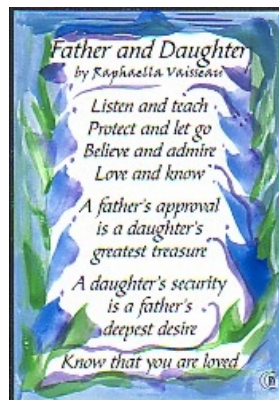 Father and Daughter
by Raphaella Vaisseau
Listen and teach
Protect and let go
Believe and admire
Love and know
A father's approval
is a daughter's
greatest treasure
A daughter's security
is a father's
deepest desire
Know that you are loved